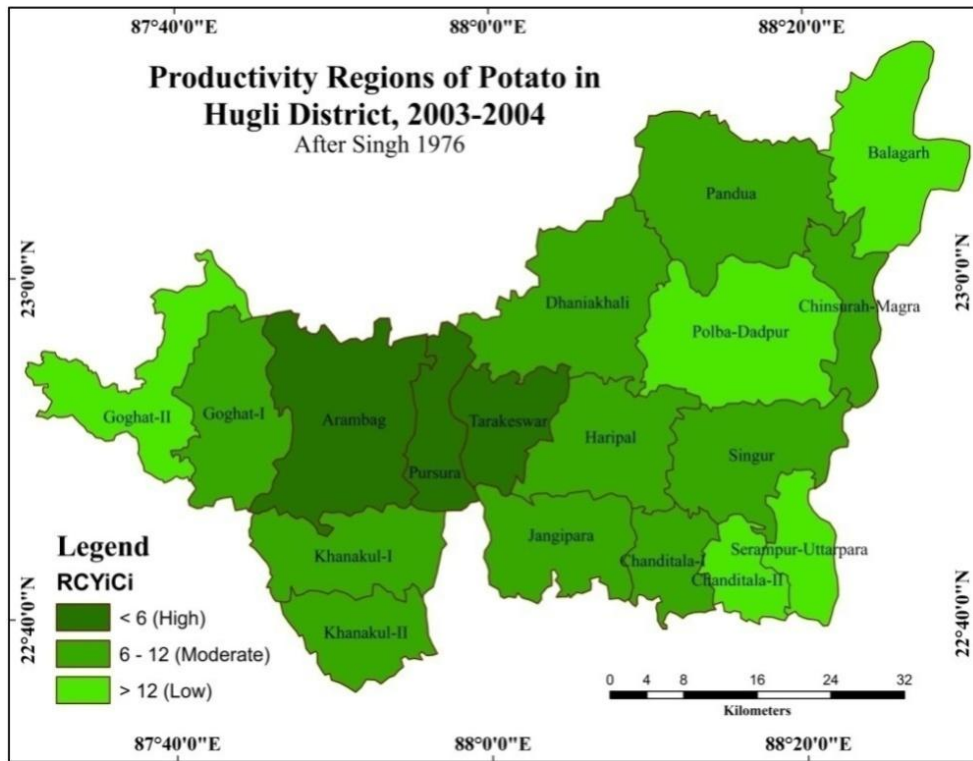 87°40'0"E 88°0'0"E 88°20'0"E
Productivity Regions of Potato in
Hugli District, 2003-2004
After Singh 1976
Balagarh
Pandua
23°0'0"N
23°0'0"N
Dhaniakhali
Chinsurah-Magra
Polba-Dadpur
Goghat-II
Goghat-I
Arambag
Tarakeswar
Haripal
Singur
Pursura
Jangipara
Serampur-Uttarpara
Khanakul-I
Chanditala-I
Chanditala-II
Khanakul-II
22°40'0"N
22°40'0"N
Legend
RCYiCi
< 6 (High)
6 - 12 (Moderate)
> 12 (Low)
0 4 8 16 24 32
Kilometers
87°40'0"E 88°0'0"E 88°20'0"E